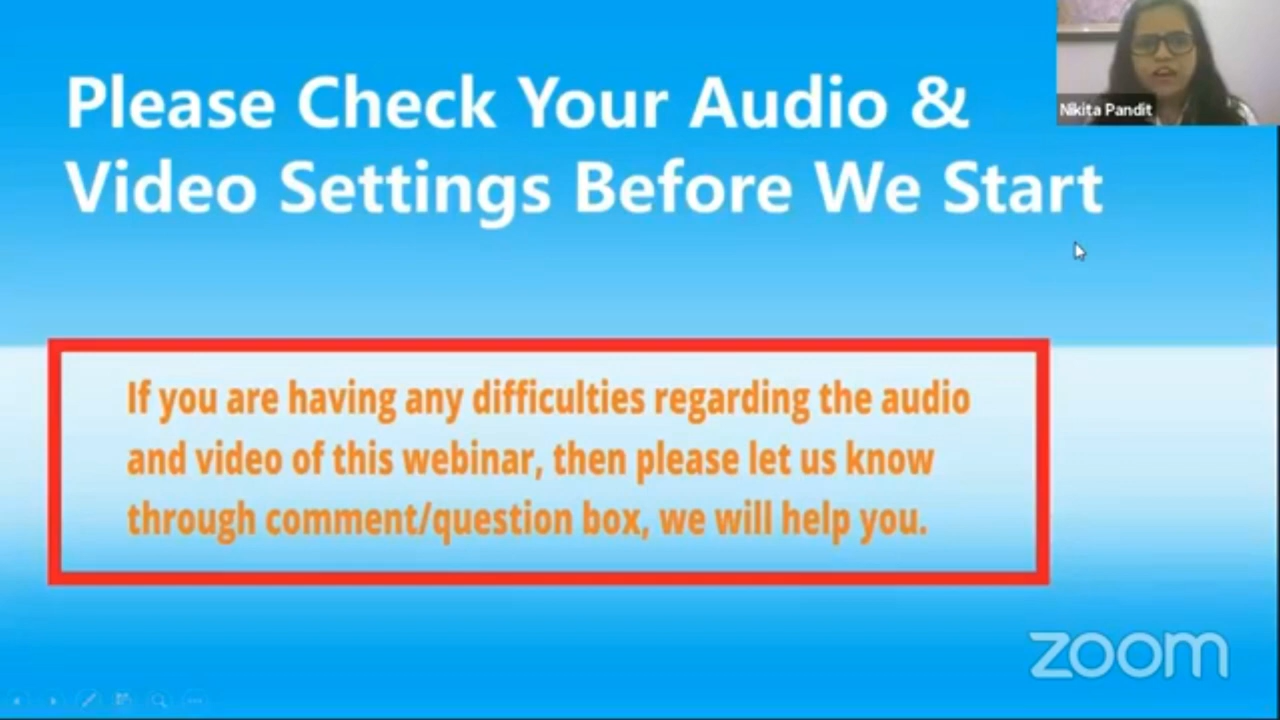 Please Check Your Audio &
Video Settings Before We Start
Nikita Pandit
If you are having any difficulties regarding the audio
and video of this webinar, then please let us know
through comment/question box, we will help you.
zoom